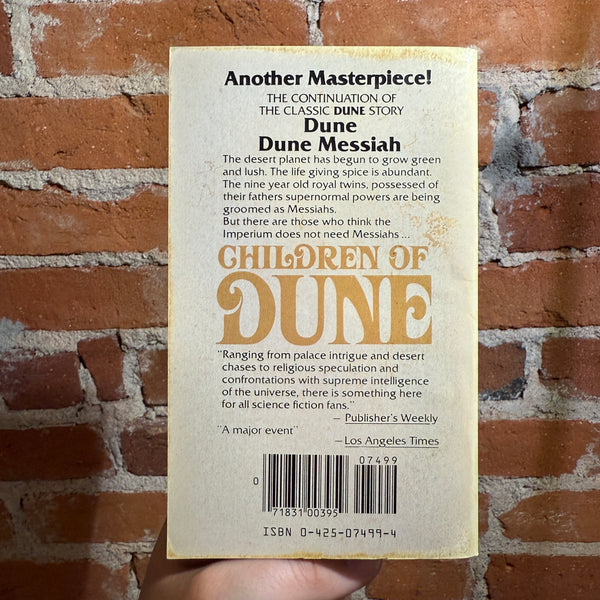 Another Masterpiece!
THE CONTINUATION OF
THE CLASSIC DUNE STORY
Dune
Dune Messiah
The desert planet has begun to grow green
and lush. The life giving spice is abundant.
The nine year old royal twins, possessed of
their fathers supernormal powers are being
groomed as Messiahs.
But there are those who think the
Imperium does not need Messiahs ...
CHILDREN OF
DUNE
"Ranging from palace intrigue and desert
chases to religious speculation and
confrontations with supreme intelligence
of the universe, there is something here
for all science fiction fans."
— Publisher's Weekly
"A major event"
— Los Angeles Times
07499
0
71831 00395
ISBN 0-425-07499-4